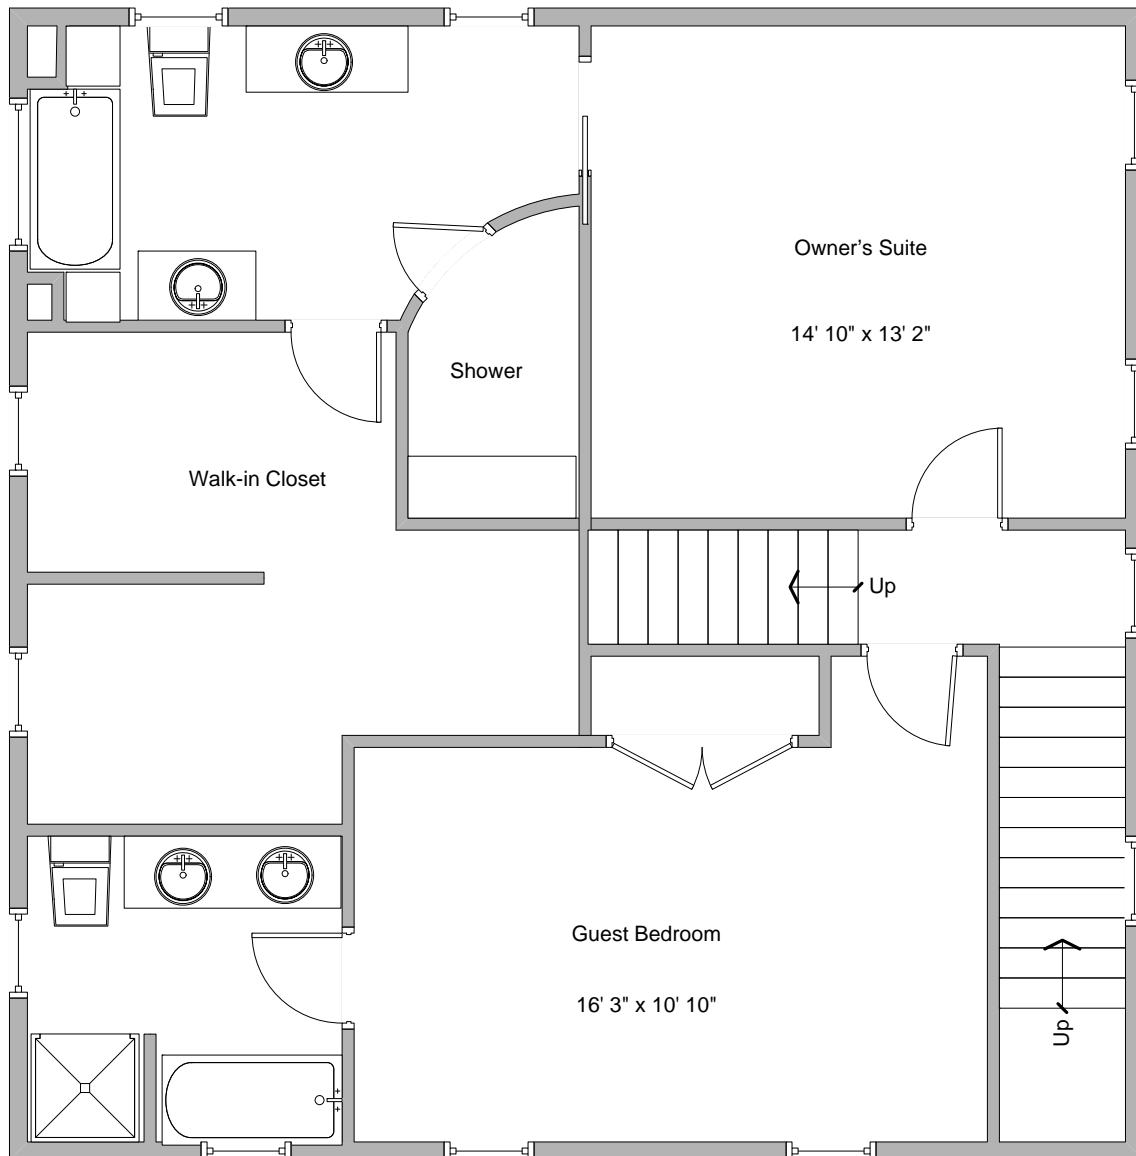 Owner's Suite
14' 10" x 13' 2"
Shower
Walk-in Closet
Up
Guest Bedroom
16' 3" x 10' 10"
Up